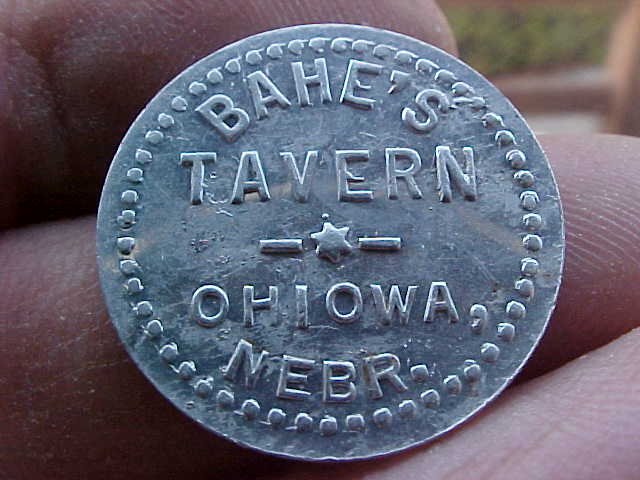 BAHE'S
TAVERN
OHIOWA,
NEBR.